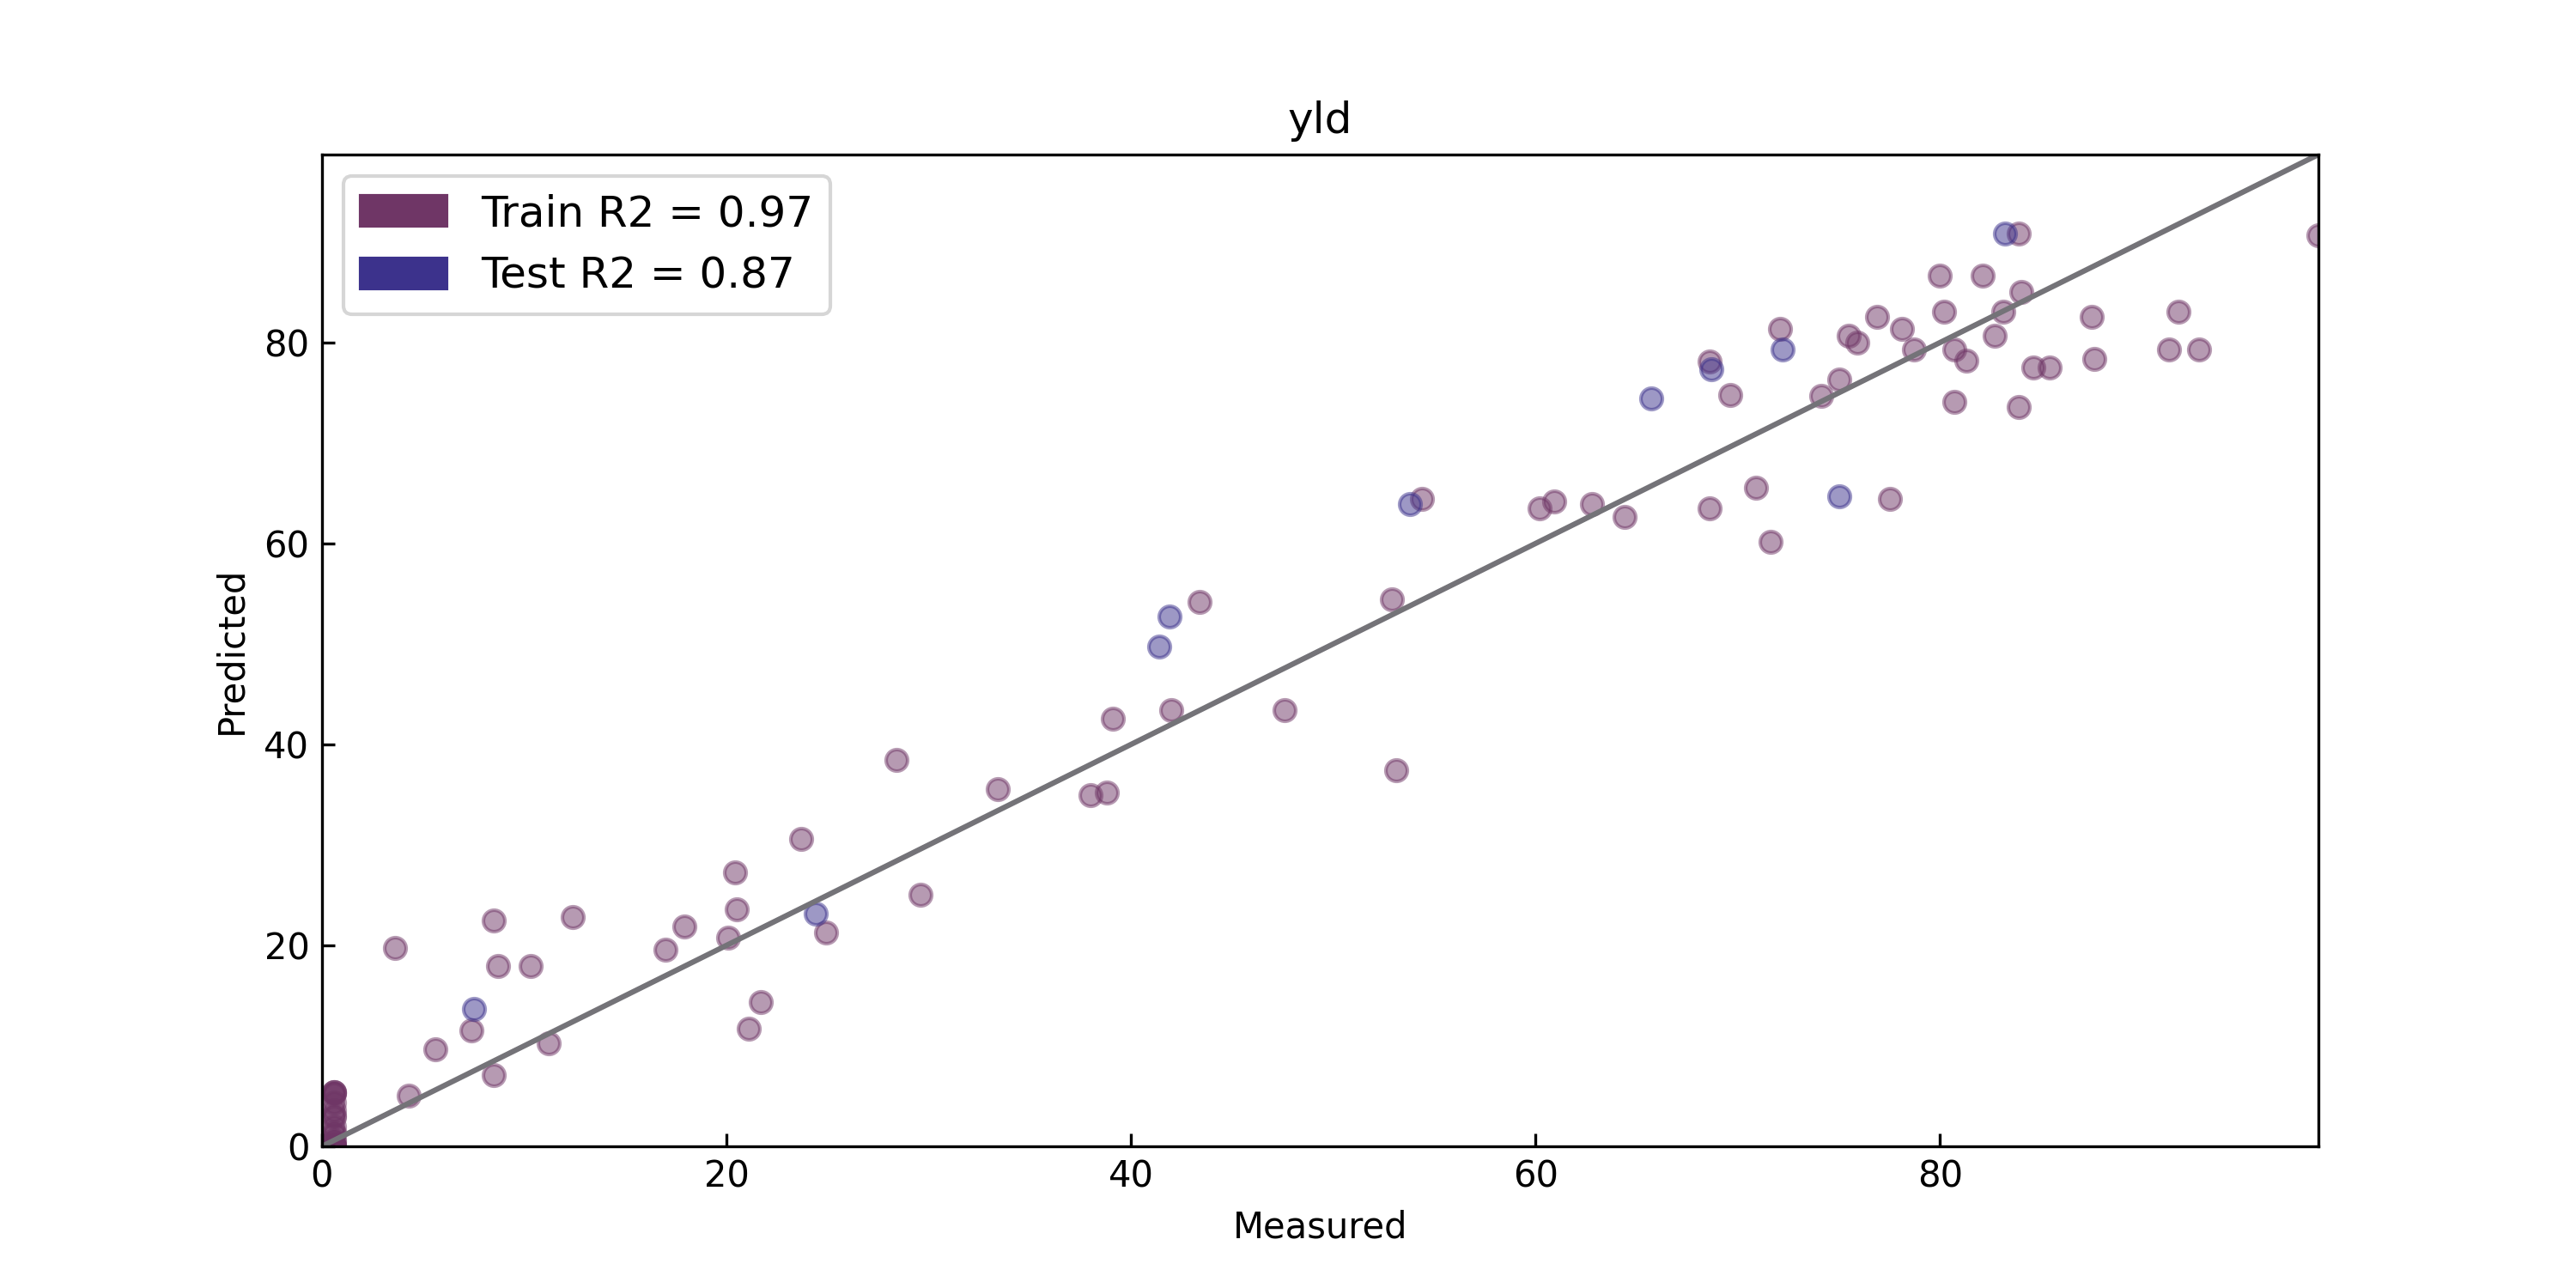 yld
Train R2 = 0.97
Test R2 = 0.87
80
60
40
20
0
Predicted
0 20 40 60 80
Measured